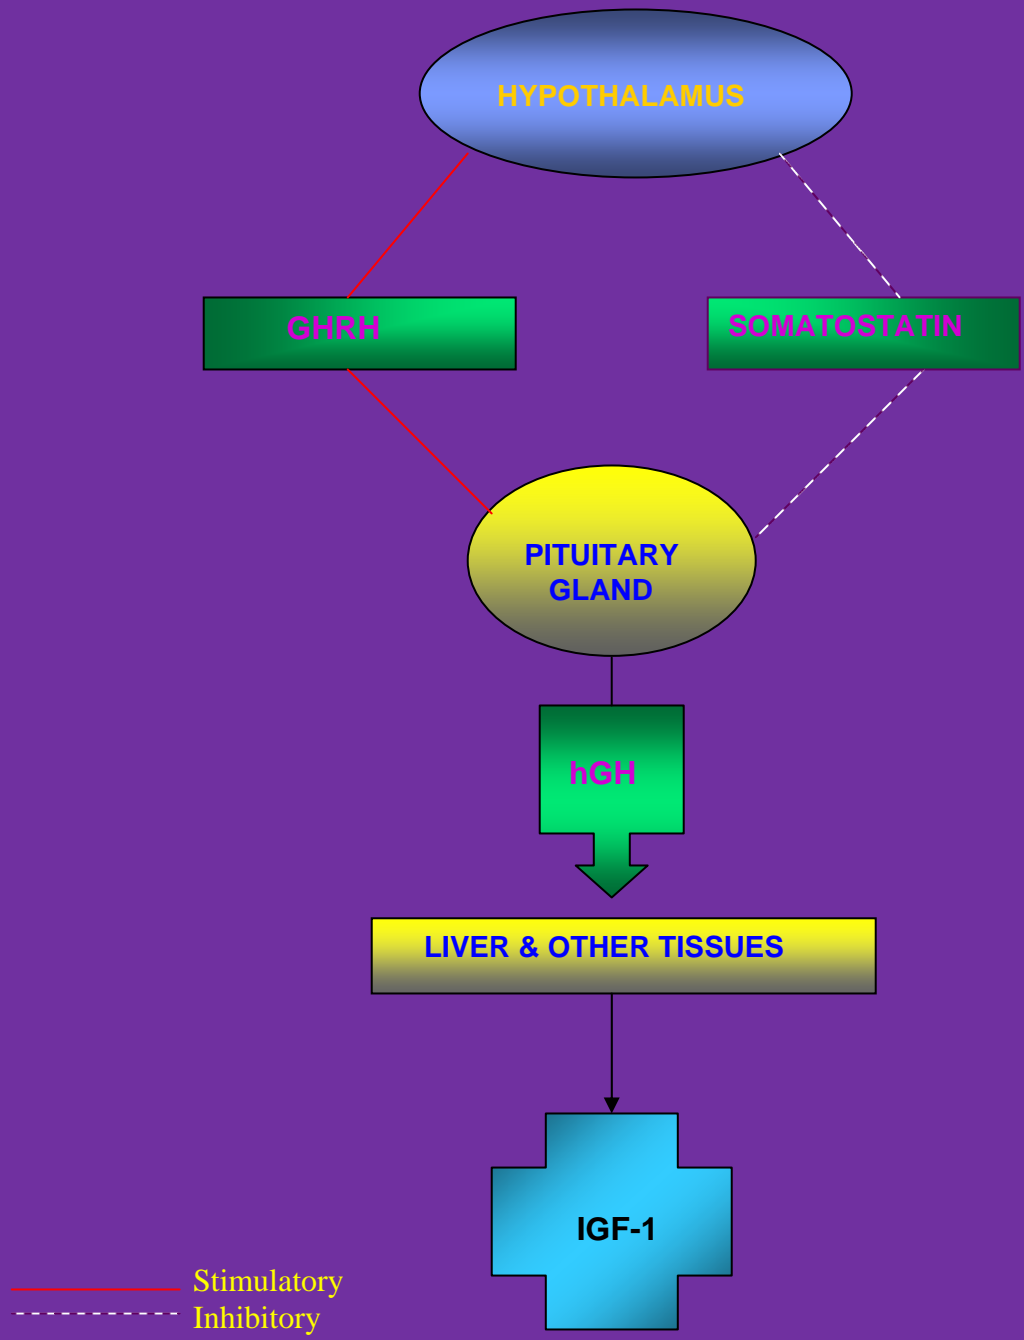 HYPOTHALAMUS
GHRH
SOMATOSTATIN
PITUITARY
GLAND
hGH
LIVER & OTHER TISSUES
IGF-1
Stimulatory
Inhibitory